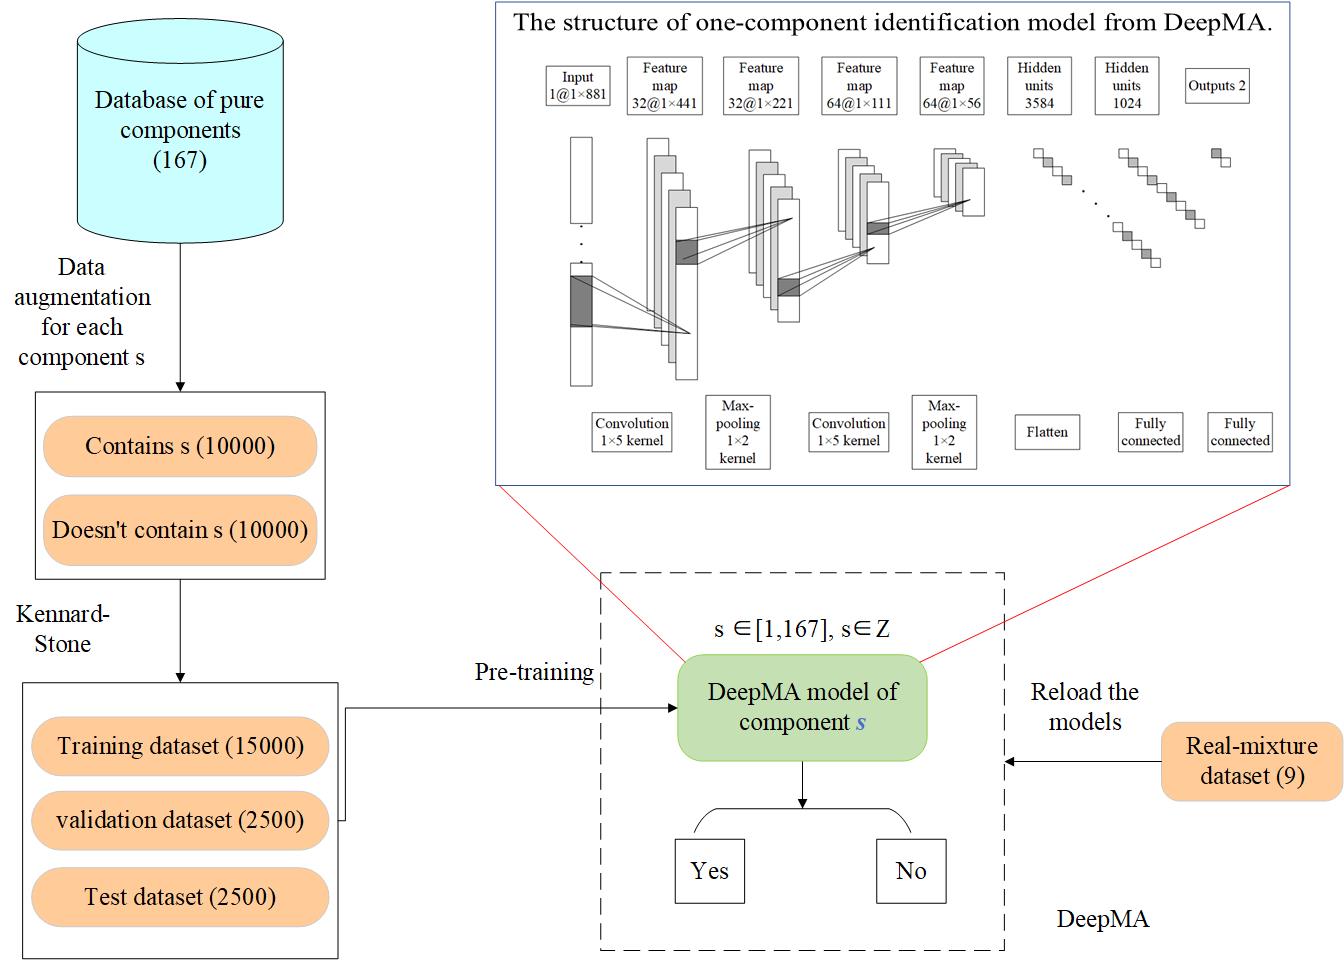 The structure of one-component identification model from DeepMA.
Input
1@1×881
Feature
map
32@1×441
Feature
map
32@1×221
Feature
map
64@1×111
Feature
map
64@1×56
Hidden
units
3584
Hidden
units
1024
Outputs 2
Convolution
1×5 kernel
Max-
pooling
1×2
kernel
Convolution
1×5 kernel
Max-
pooling
1×2
kernel
Flatten
Fully
connected
Fully
connected
Database of pure
components
(167)
Data
augmentation
for each
component s
Contains s (10000)
Doesn't contain s (10000)
Kennard-
Stone
Training dataset (15000)
validation dataset (2500)
Test dataset (2500)
Pre-training
s ∈[1,167], s∈Z
DeepMA model of
component s
Yes
No
Reload the
models
Real-mixture
dataset (9)
DeepMA